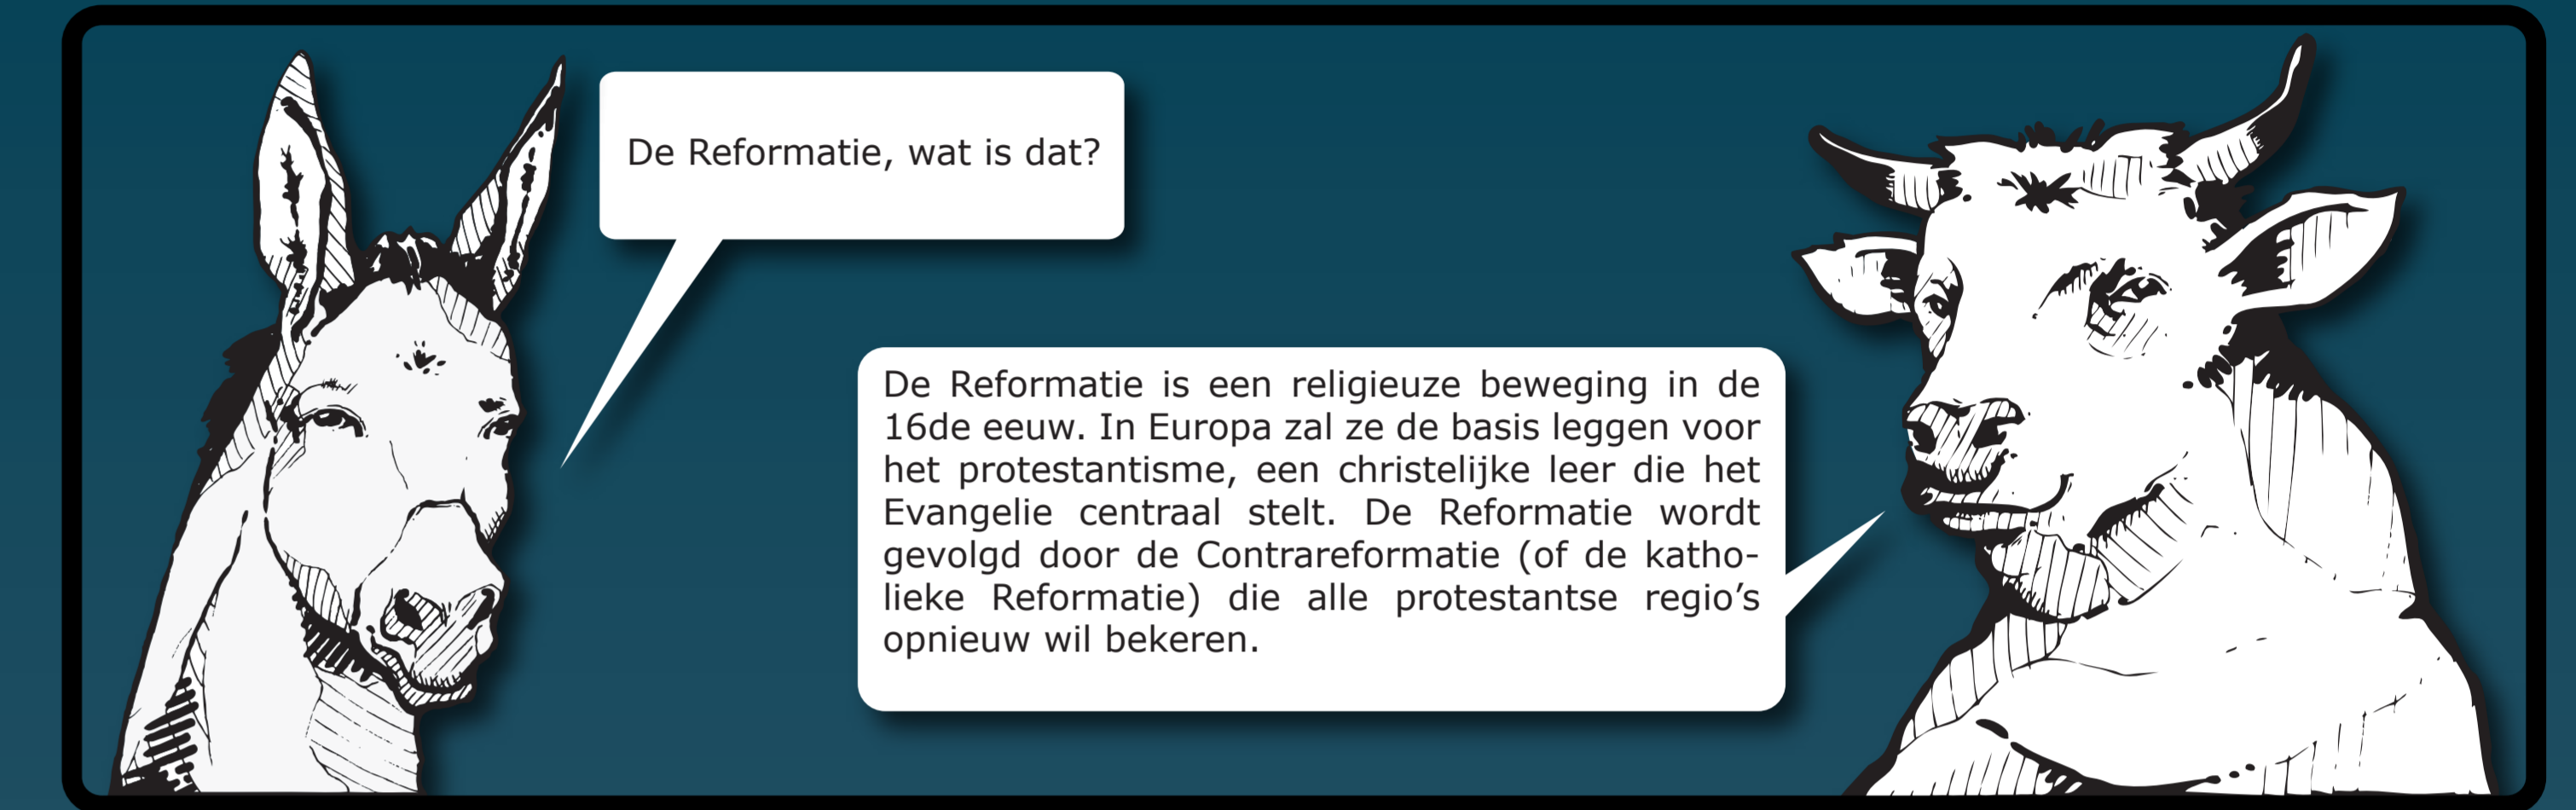 De Reformatie, wat is dat?
De Reformatie is een religieuze beweging in de
16de eeuw. In Europa zal ze de basis leggen voor
het protestantisme, een christelijke leer die het
Evangelie centraal stelt. De Reformatie wordt
gevolgd door de Contrareformatie (of de katho-
lieke Reformatie) die alle protestantse regio’s
opnieuw wil bekeren.